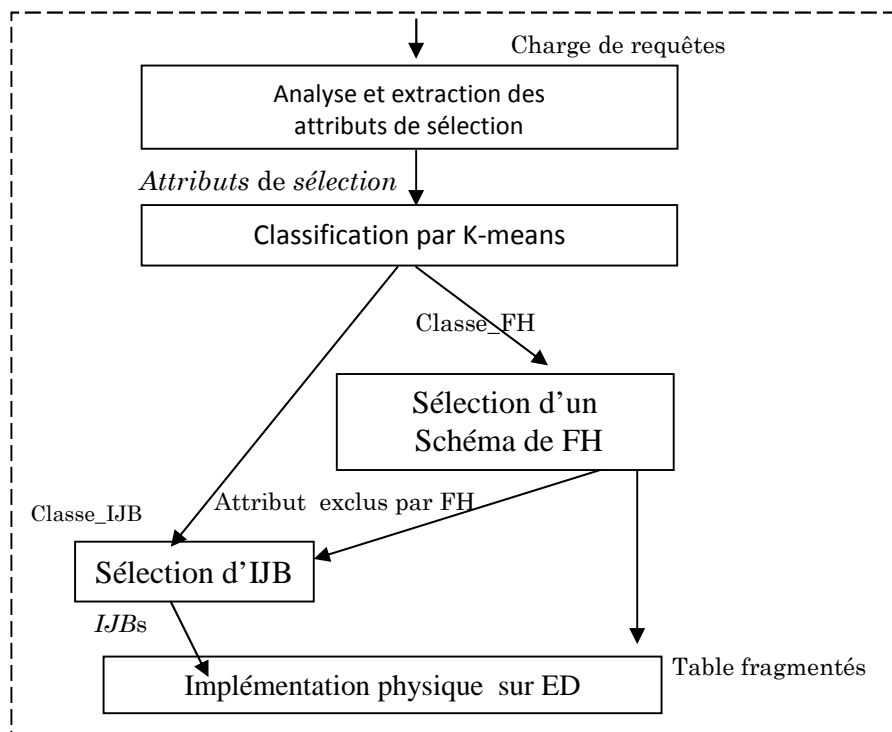 Charge de requêtes
Analyse et extraction des
attributs de sélection
Attributs de sélection
Classification par K-means
Classe_FH
Sélection d'un
Schéma de FH
Attribut exclus par FH
Classe_IJB
Sélection d'IJB
IJBs
Table fragmentés
Implémentation physique sur ED